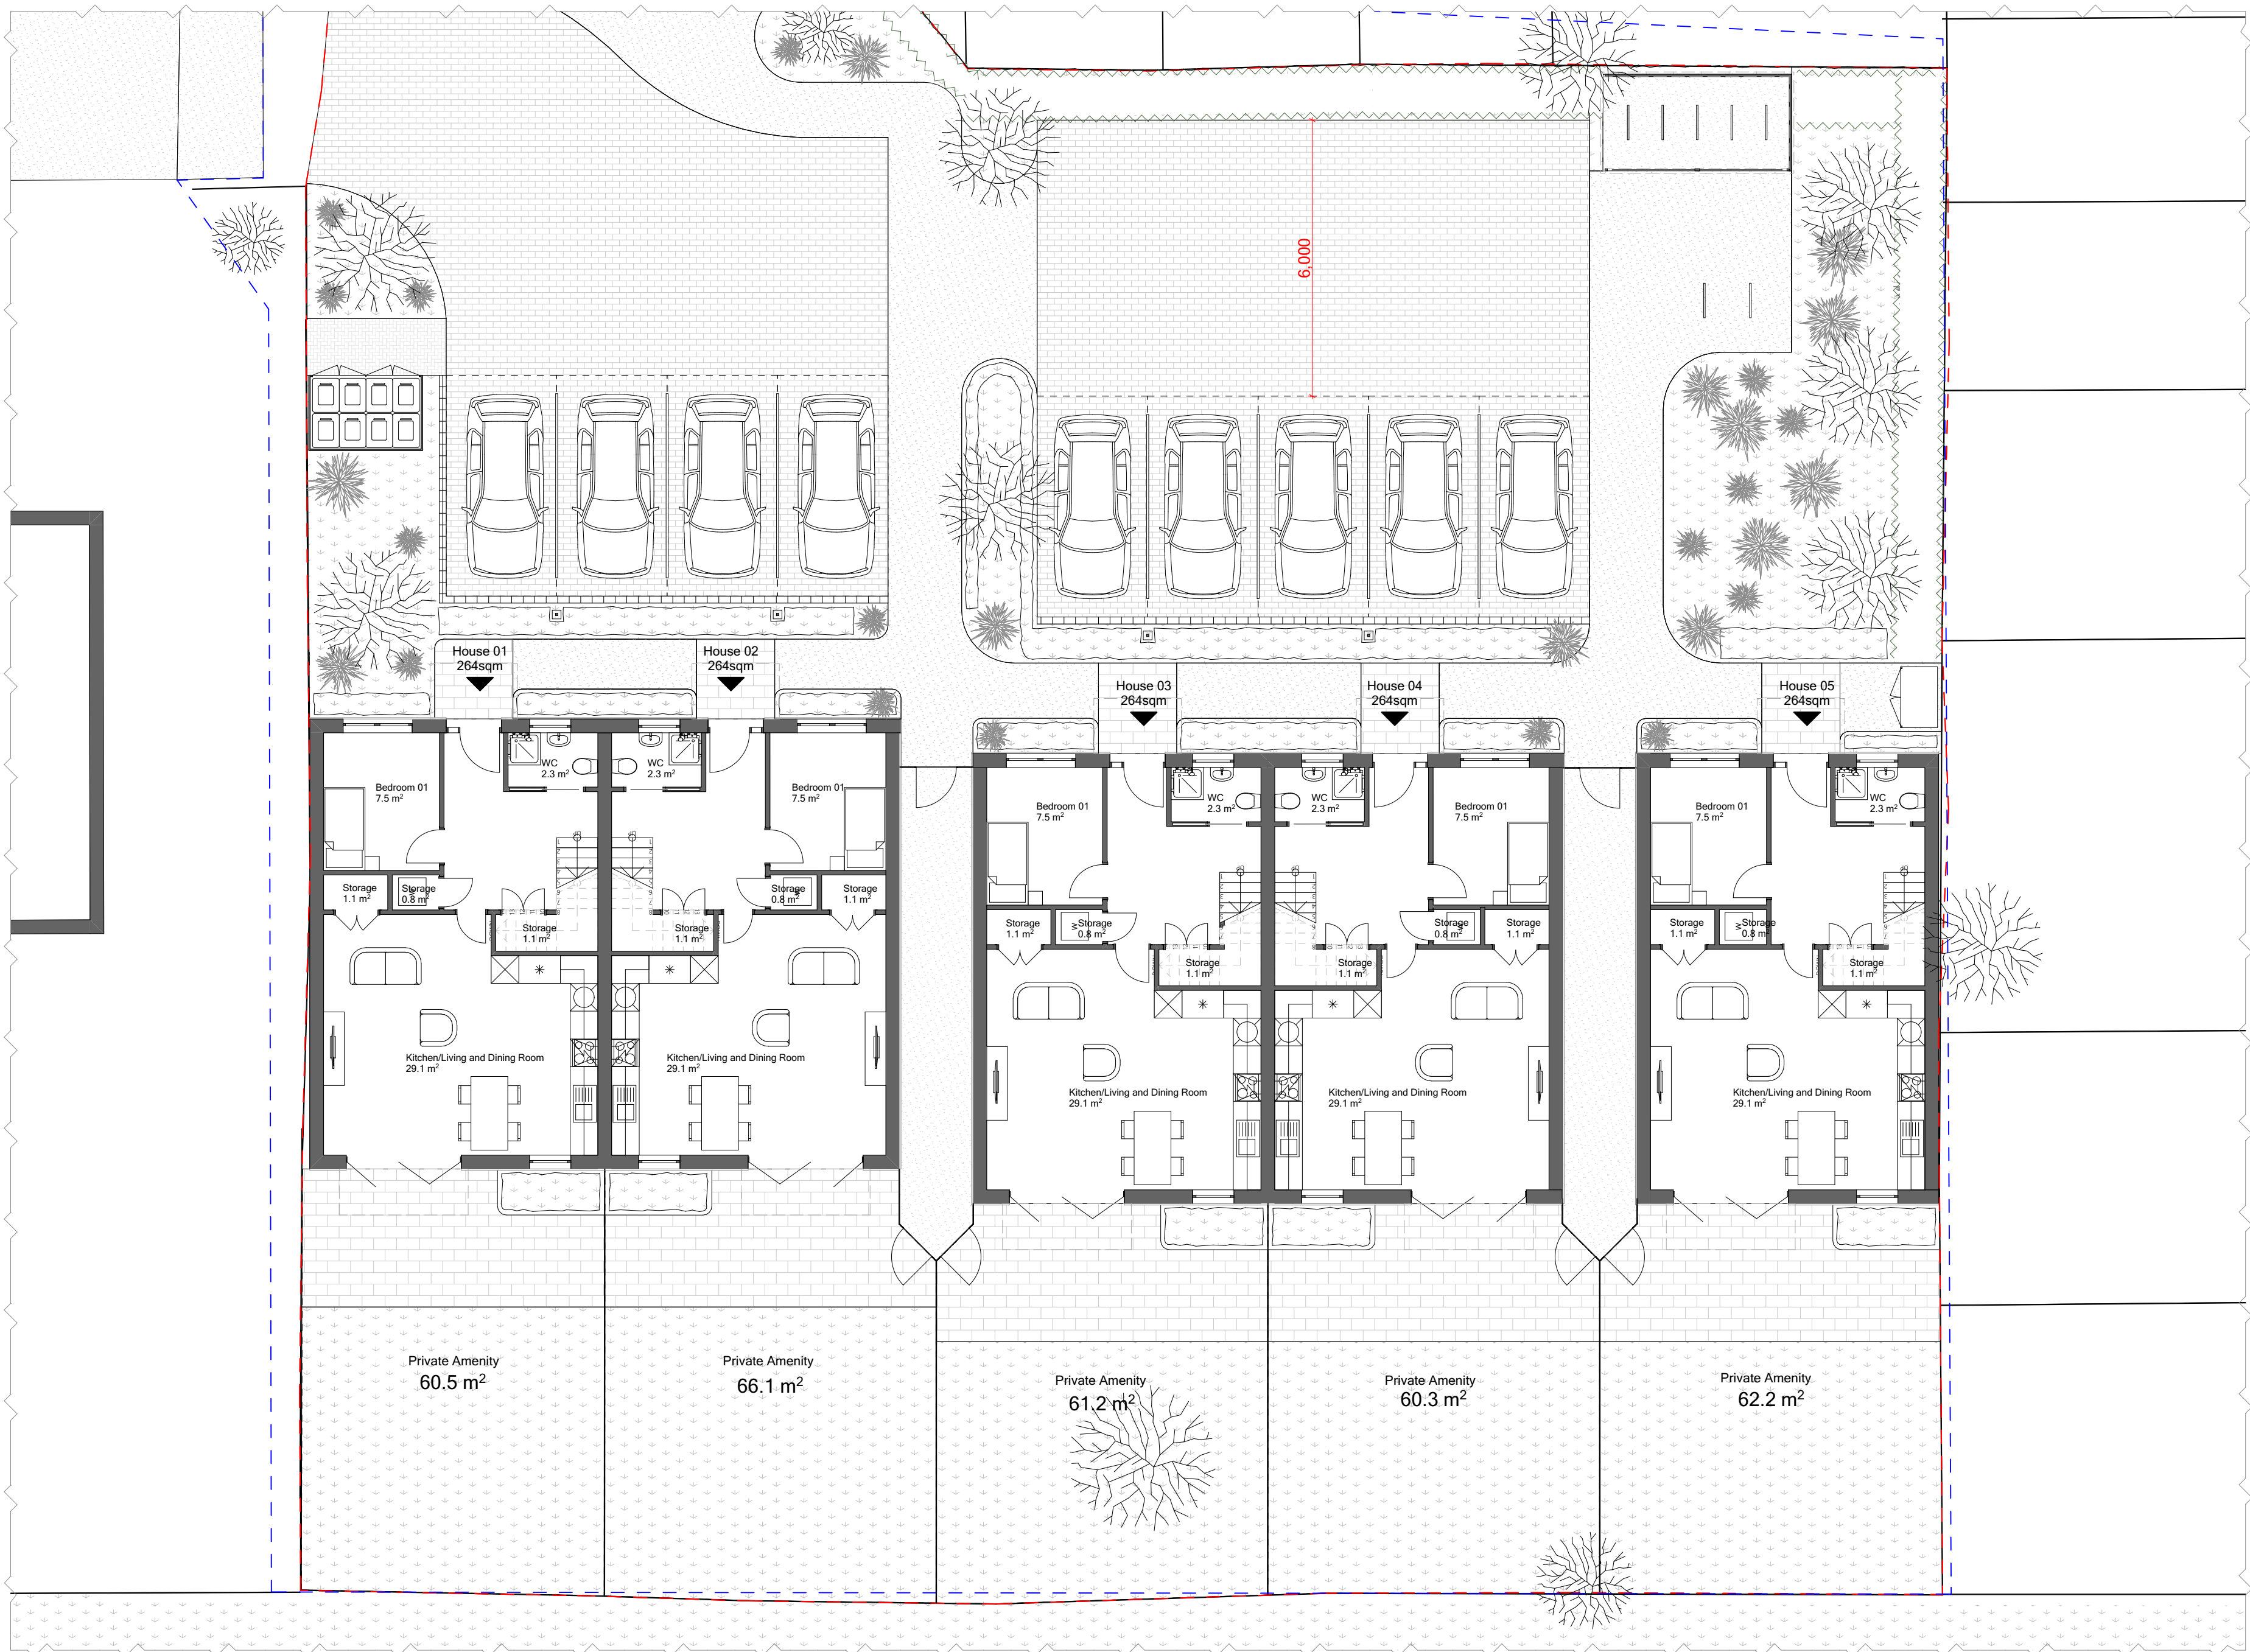 6,000
House 01
264sqm
House 02
264sqm
House 03
264sqm
House 04
264sqm
House 05
264sqm
Bedroom 01
7.5 m²
WC
2.3 m²
WC
2.3 m²
Bedroom 01
7.5 m²
Bedroom 01
7.5 m²
WC
2.3 m²
WC
2.3 m²
Bedroom 01
7.5 m²
Bedroom 01
7.5 m²
WC
2.3 m²
Storage
1.1 m²
Storage
0.8 m²
Storage
1.1 m²
Storage
1.1 m²
Storage
0.8 m²
Storage
1.1 m²
Storage
1.1 m²
Storage
0.8 m²
Storage
1.1 m²
Storage
1.1 m²
Storage
0.8 m²
Storage
1.1 m²
Storage
1.1 m²
Storage
0.8 m²
Storage
1.1 m²
Kitchen/Living and Dining Room
29.1 m²
Kitchen/Living and Dining Room
29.1 m²
Kitchen/Living and Dining Room
29.1 m²
Kitchen/Living and Dining Room
29.1 m²
Kitchen/Living and Dining Room
29.1 m²
Private Amenity
60.5 m²
Private Amenity
66.1 m²
Private Amenity
61.2 m²
Private Amenity
60.3 m²
Private Amenity
62.2 m²